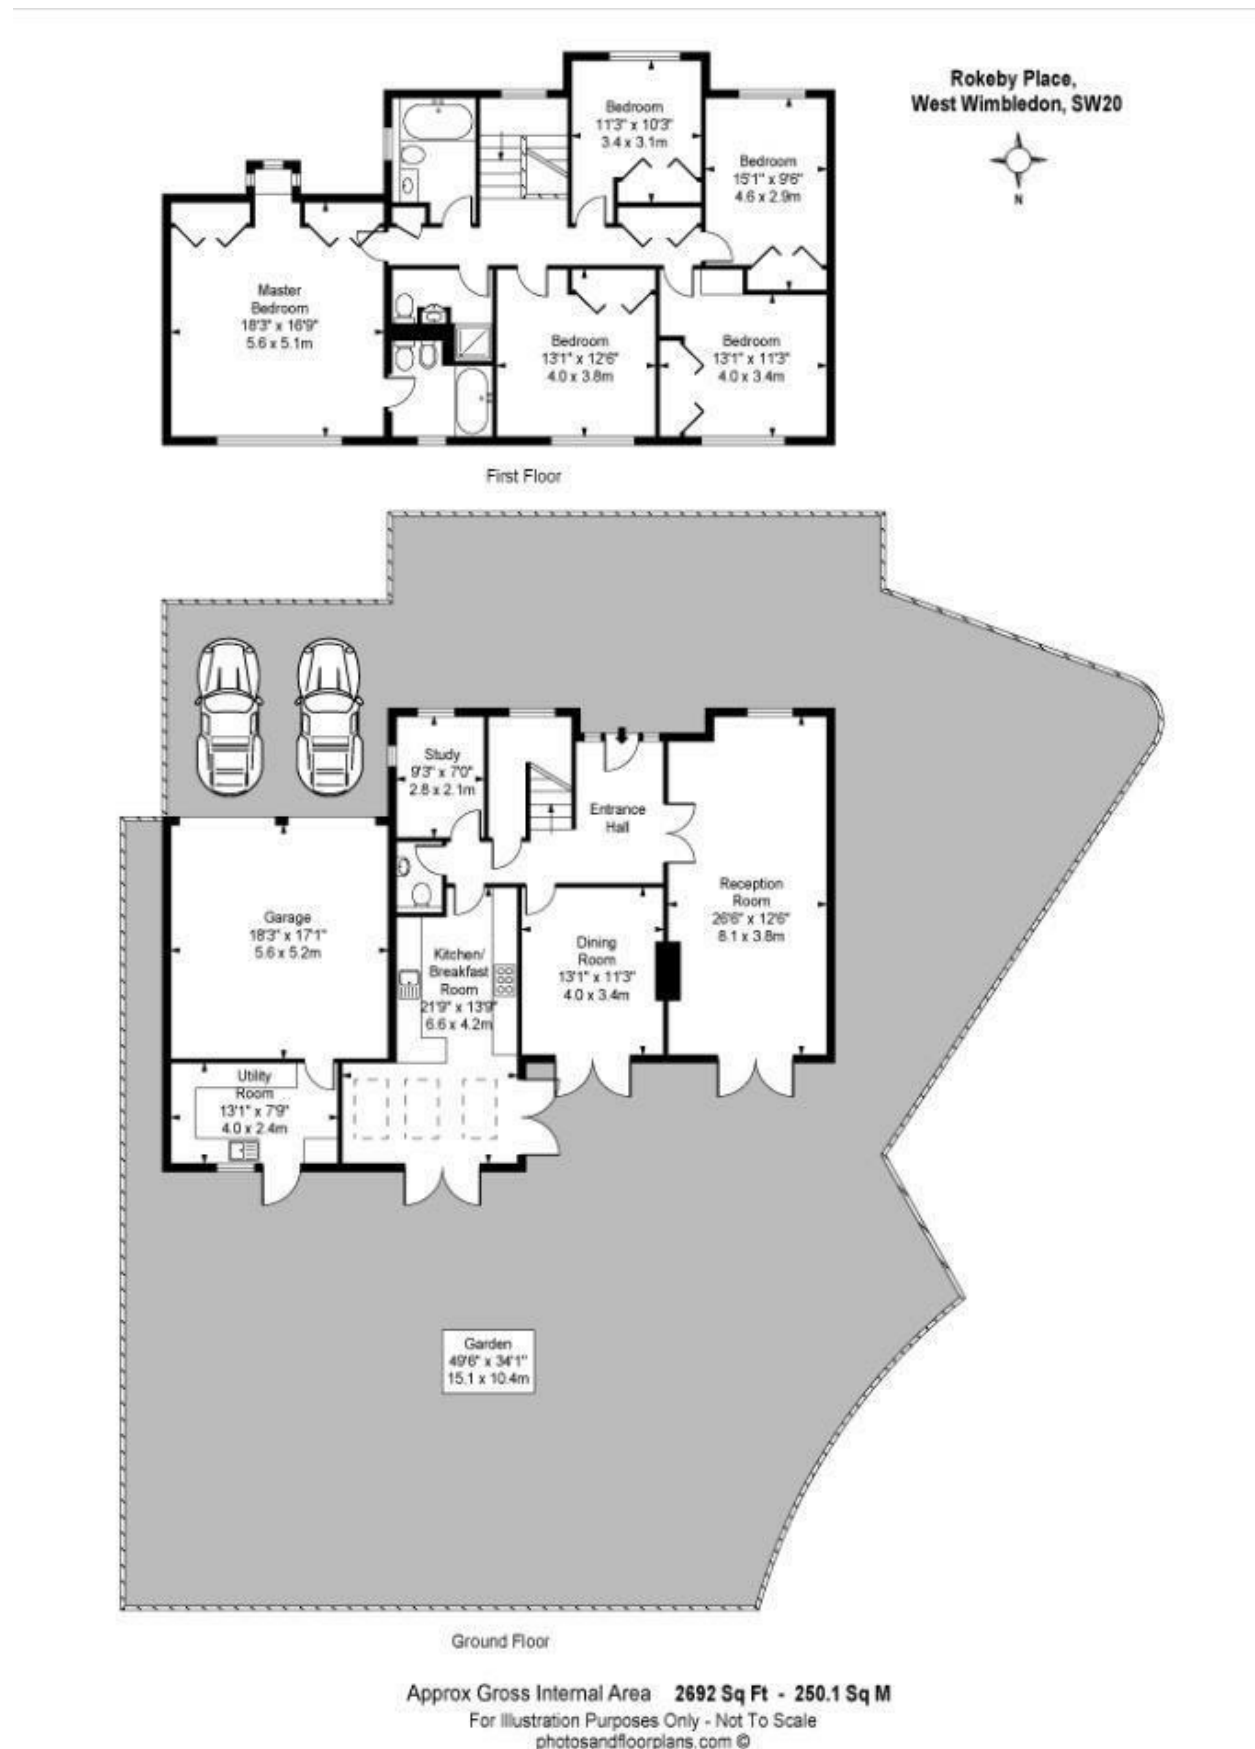 Rokeby Place,
West Wimbledon, SW20
N
Bedroom
11'3" x 10'3"
3.4 x 3.1m
Bedroom
15'1" x 9'6"
4.6 x 2.9m
Master
Bedroom
18'3" x 16'9"
5.6 x 5.1m
Bedroom
13'1" x 12'6"
4.0 x 3.8m
Bedroom
13'1" x 11'3"
4.0 x 3.4m
First Floor
Study
9'3" x 7'0"
2.8 x 2.1m
Entrance
Hall
Reception
Room
26'6" x 12'6"
8.1 x 3.8m
Garage
18'3" x 17'1"
5.6 x 5.2m
Kitchen/
Breakfast
Room
21'9" x 13'9"
6.6 x 4.2m
Dining
Room
13'1" x 11'3"
4.0 x 3.4m
Utility
Room
13'1" x 7'9"
4.0 x 2.4m
Garden
49'6" x 34'1"
15.1 x 10.4m
Ground Floor
Approx Gross Internal Area 2692 Sq Ft - 250.1 Sq M
For Illustration Purposes Only - Not To Scale
photosandfloorplans.com ©